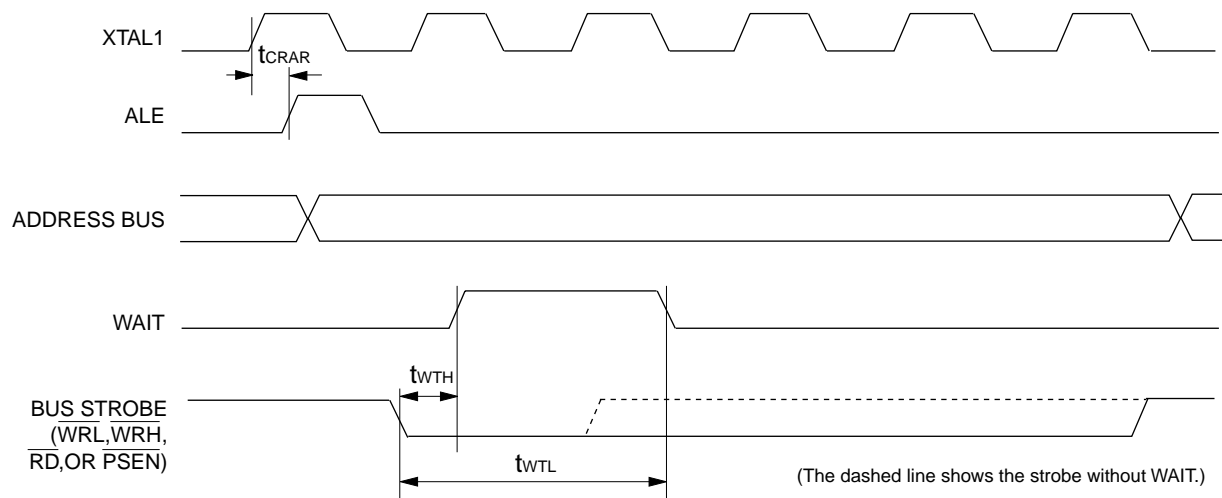 XTAL1
tCRAR
ALE
ADDRESS BUS
WAIT
tWTH
BUS STROBE
(WRL,WRH,
RD,OR PSEN)
tWTL
(The dashed line shows the strobe without WAIT.)